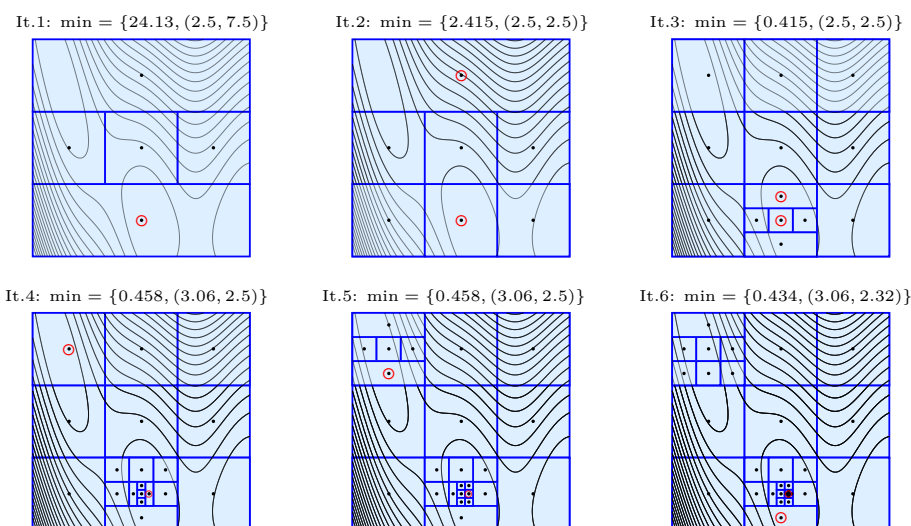 It.1: min = {24.13, (2.5, 7.5)}
It.2: min = {2.415, (2.5, 2.5)}
It.3: min = {0.415, (2.5, 2.5)}
It.4: min = {0.458, (3.06, 2.5)}
It.5: min = {0.458, (3.06, 2.5)}
It.6: min = {0.434, (3.06, 2.32)}